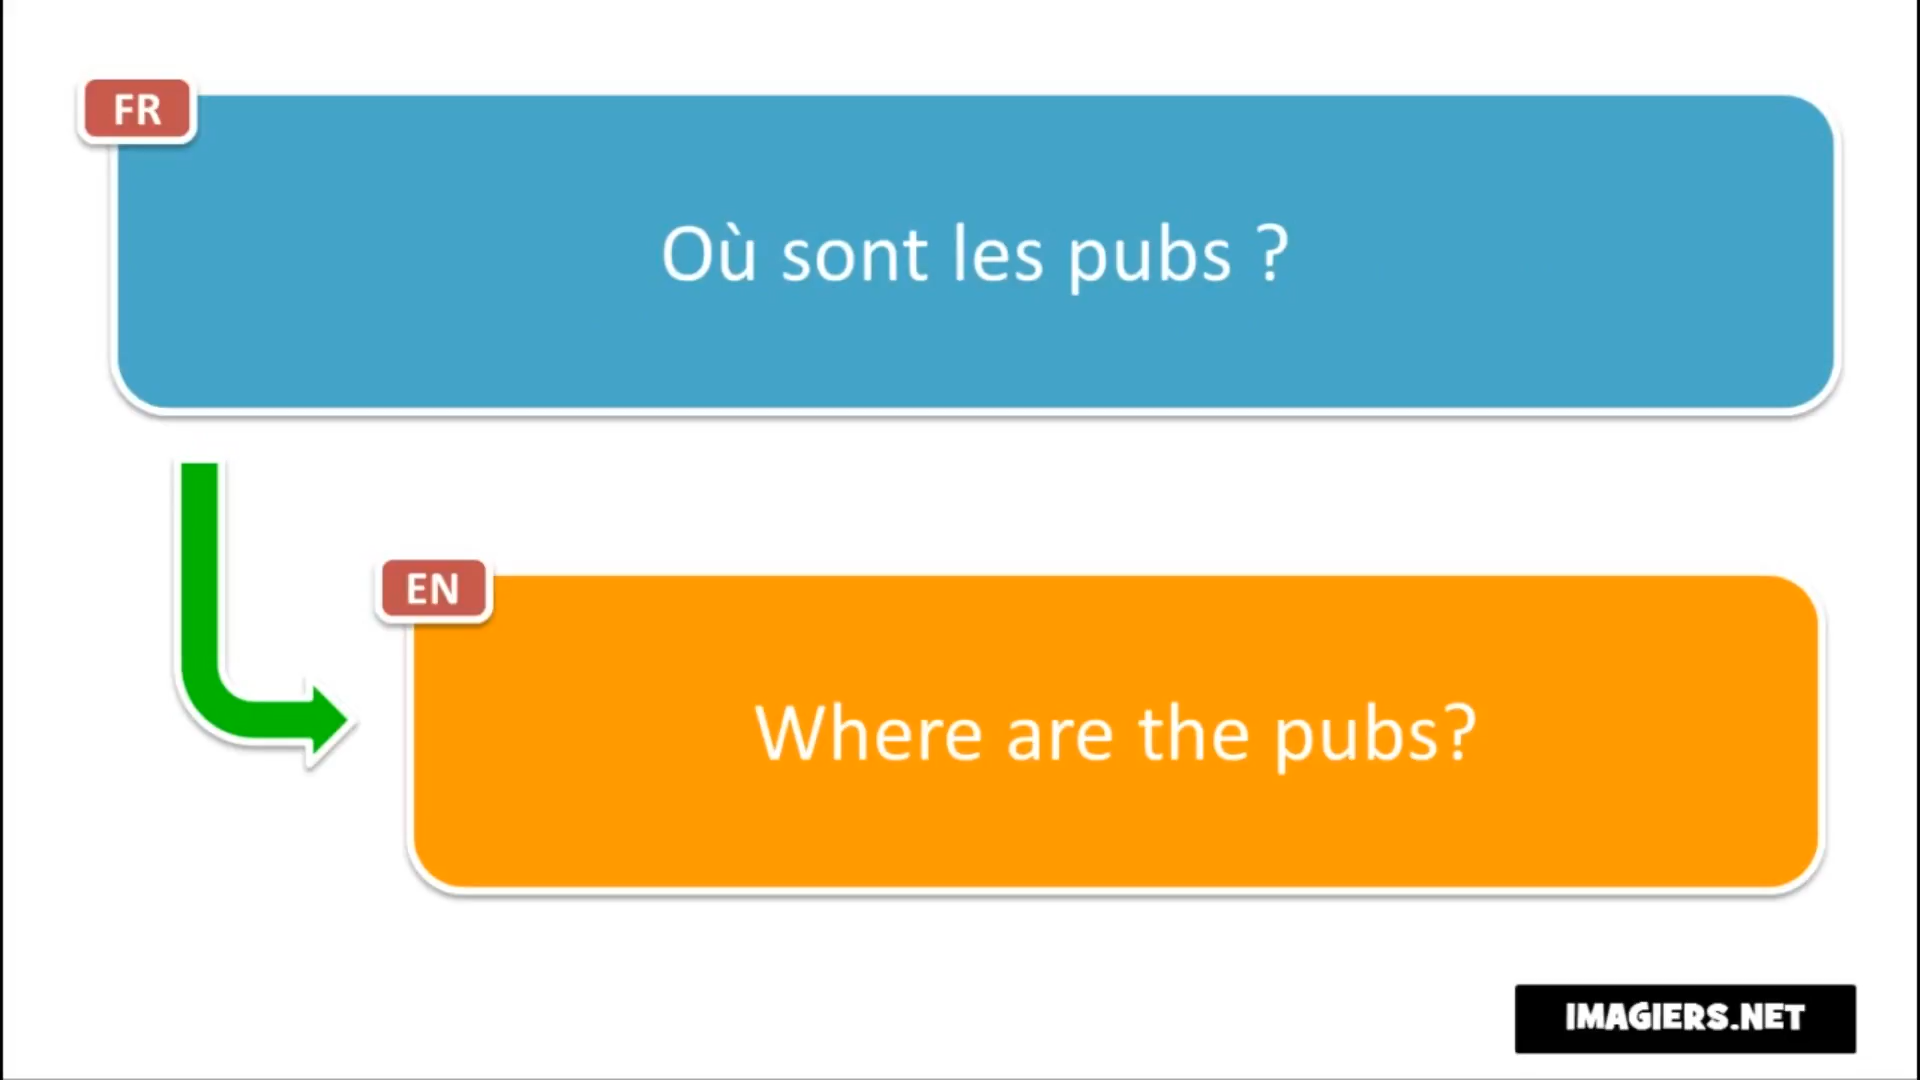 FR
Où sont les pubs ?
EN
Where are the pubs?
IMAGIERS.NET